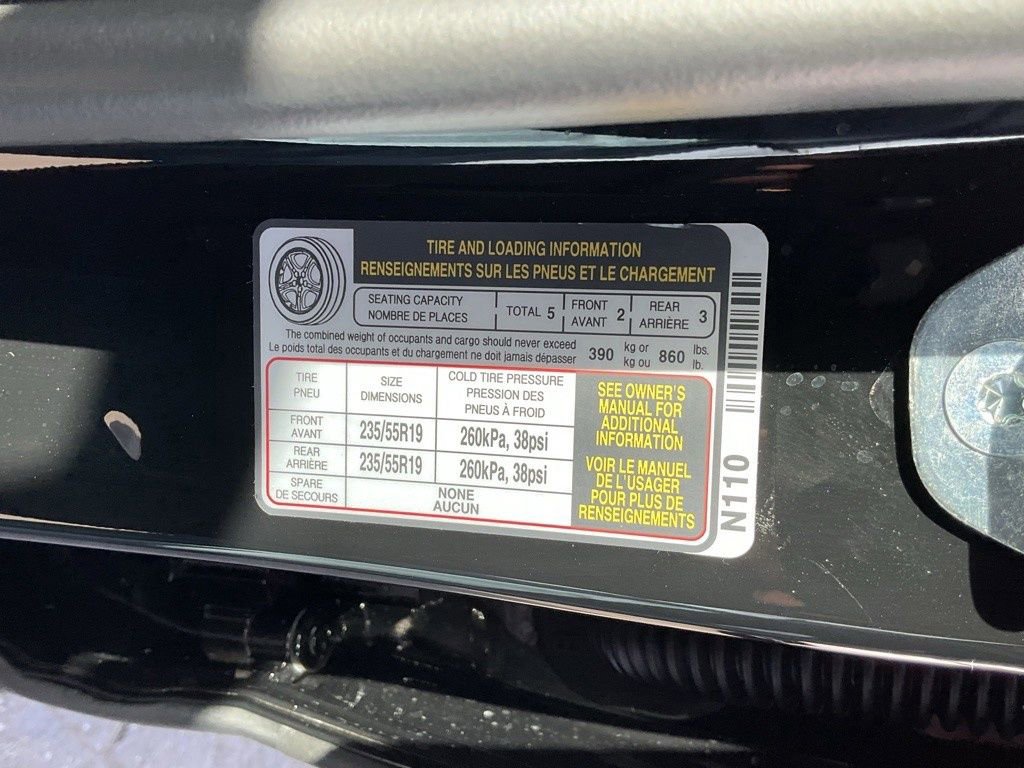 TIRE AND LOADING INFORMATION
RENSEIGNEMENTS SUR LES PNEUS ET LE CHARGEMENT
SEATING CAPACITY
NOMBRE DE PLACES
TOTAL 5
FRONT
AVANT
2
REAR
ARRIÈRE
3
The combined weight of occupants and cargo should never exceed
Le poids total des occupants et du chargement ne doit jamais dépasser
390
kg or
kg ou
860
lbs.
lb.
TIRE
PNEU
SIZE
DIMENSIONS
COLD TIRE PRESSURE
PRESSION DES
PNEUS À FROID
FRONT
AVANT
235/55R19
260kPa, 38psi
REAR
ARRIÈRE
235/55R19
260kPa, 38psi
SPARE
DE SECOURS
NONE
AUCUN
SEE OWNER'S
MANUAL FOR
ADDITIONAL
INFORMATION
VOIR LE MANUEL
DE L'USAGER
POUR PLUS DE
RENSEIGNEMENTS
N110